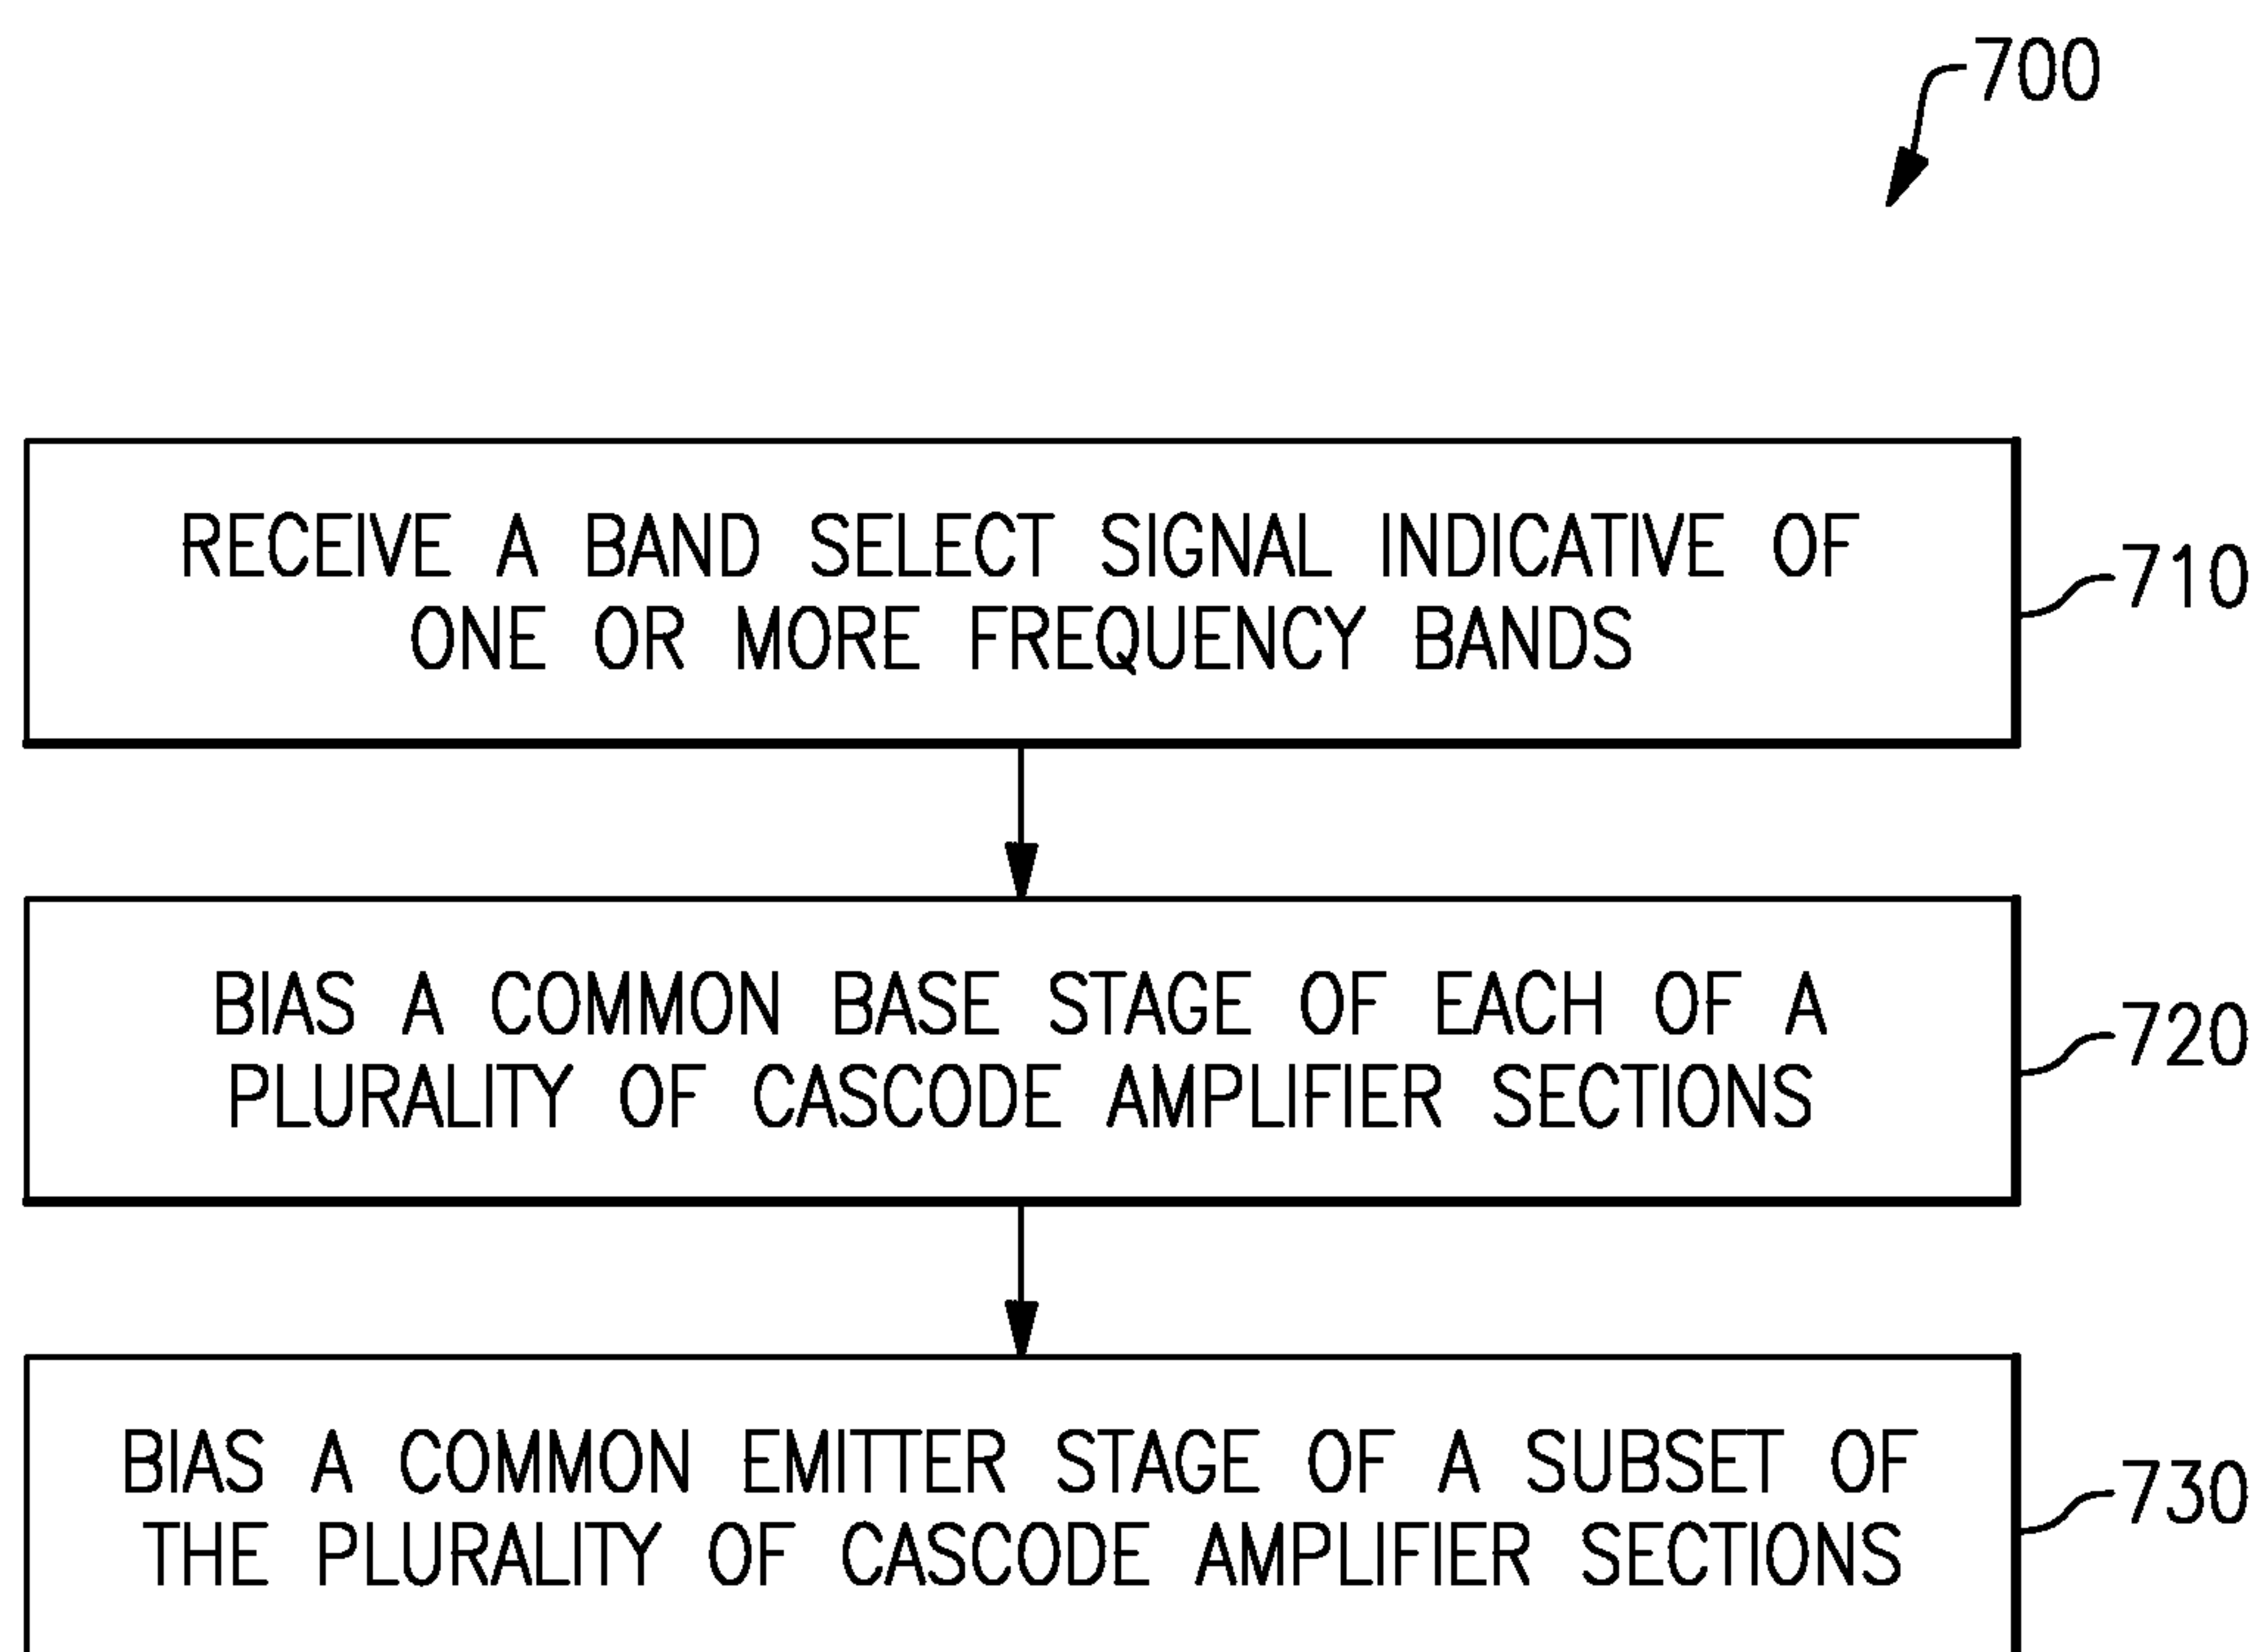 700
RECEIVE A BAND SELECT SIGNAL INDICATIVE OF
ONE OR MORE FREQUENCY BANDS
710
BIAS A COMMON BASE STAGE OF EACH OF A
PLURALITY OF CASCODE AMPLIFIER SECTIONS
720
BIAS A COMMON EMITTER STAGE OF A SUBSET OF
THE PLURALITY OF CASCODE AMPLIFIER SECTIONS
730